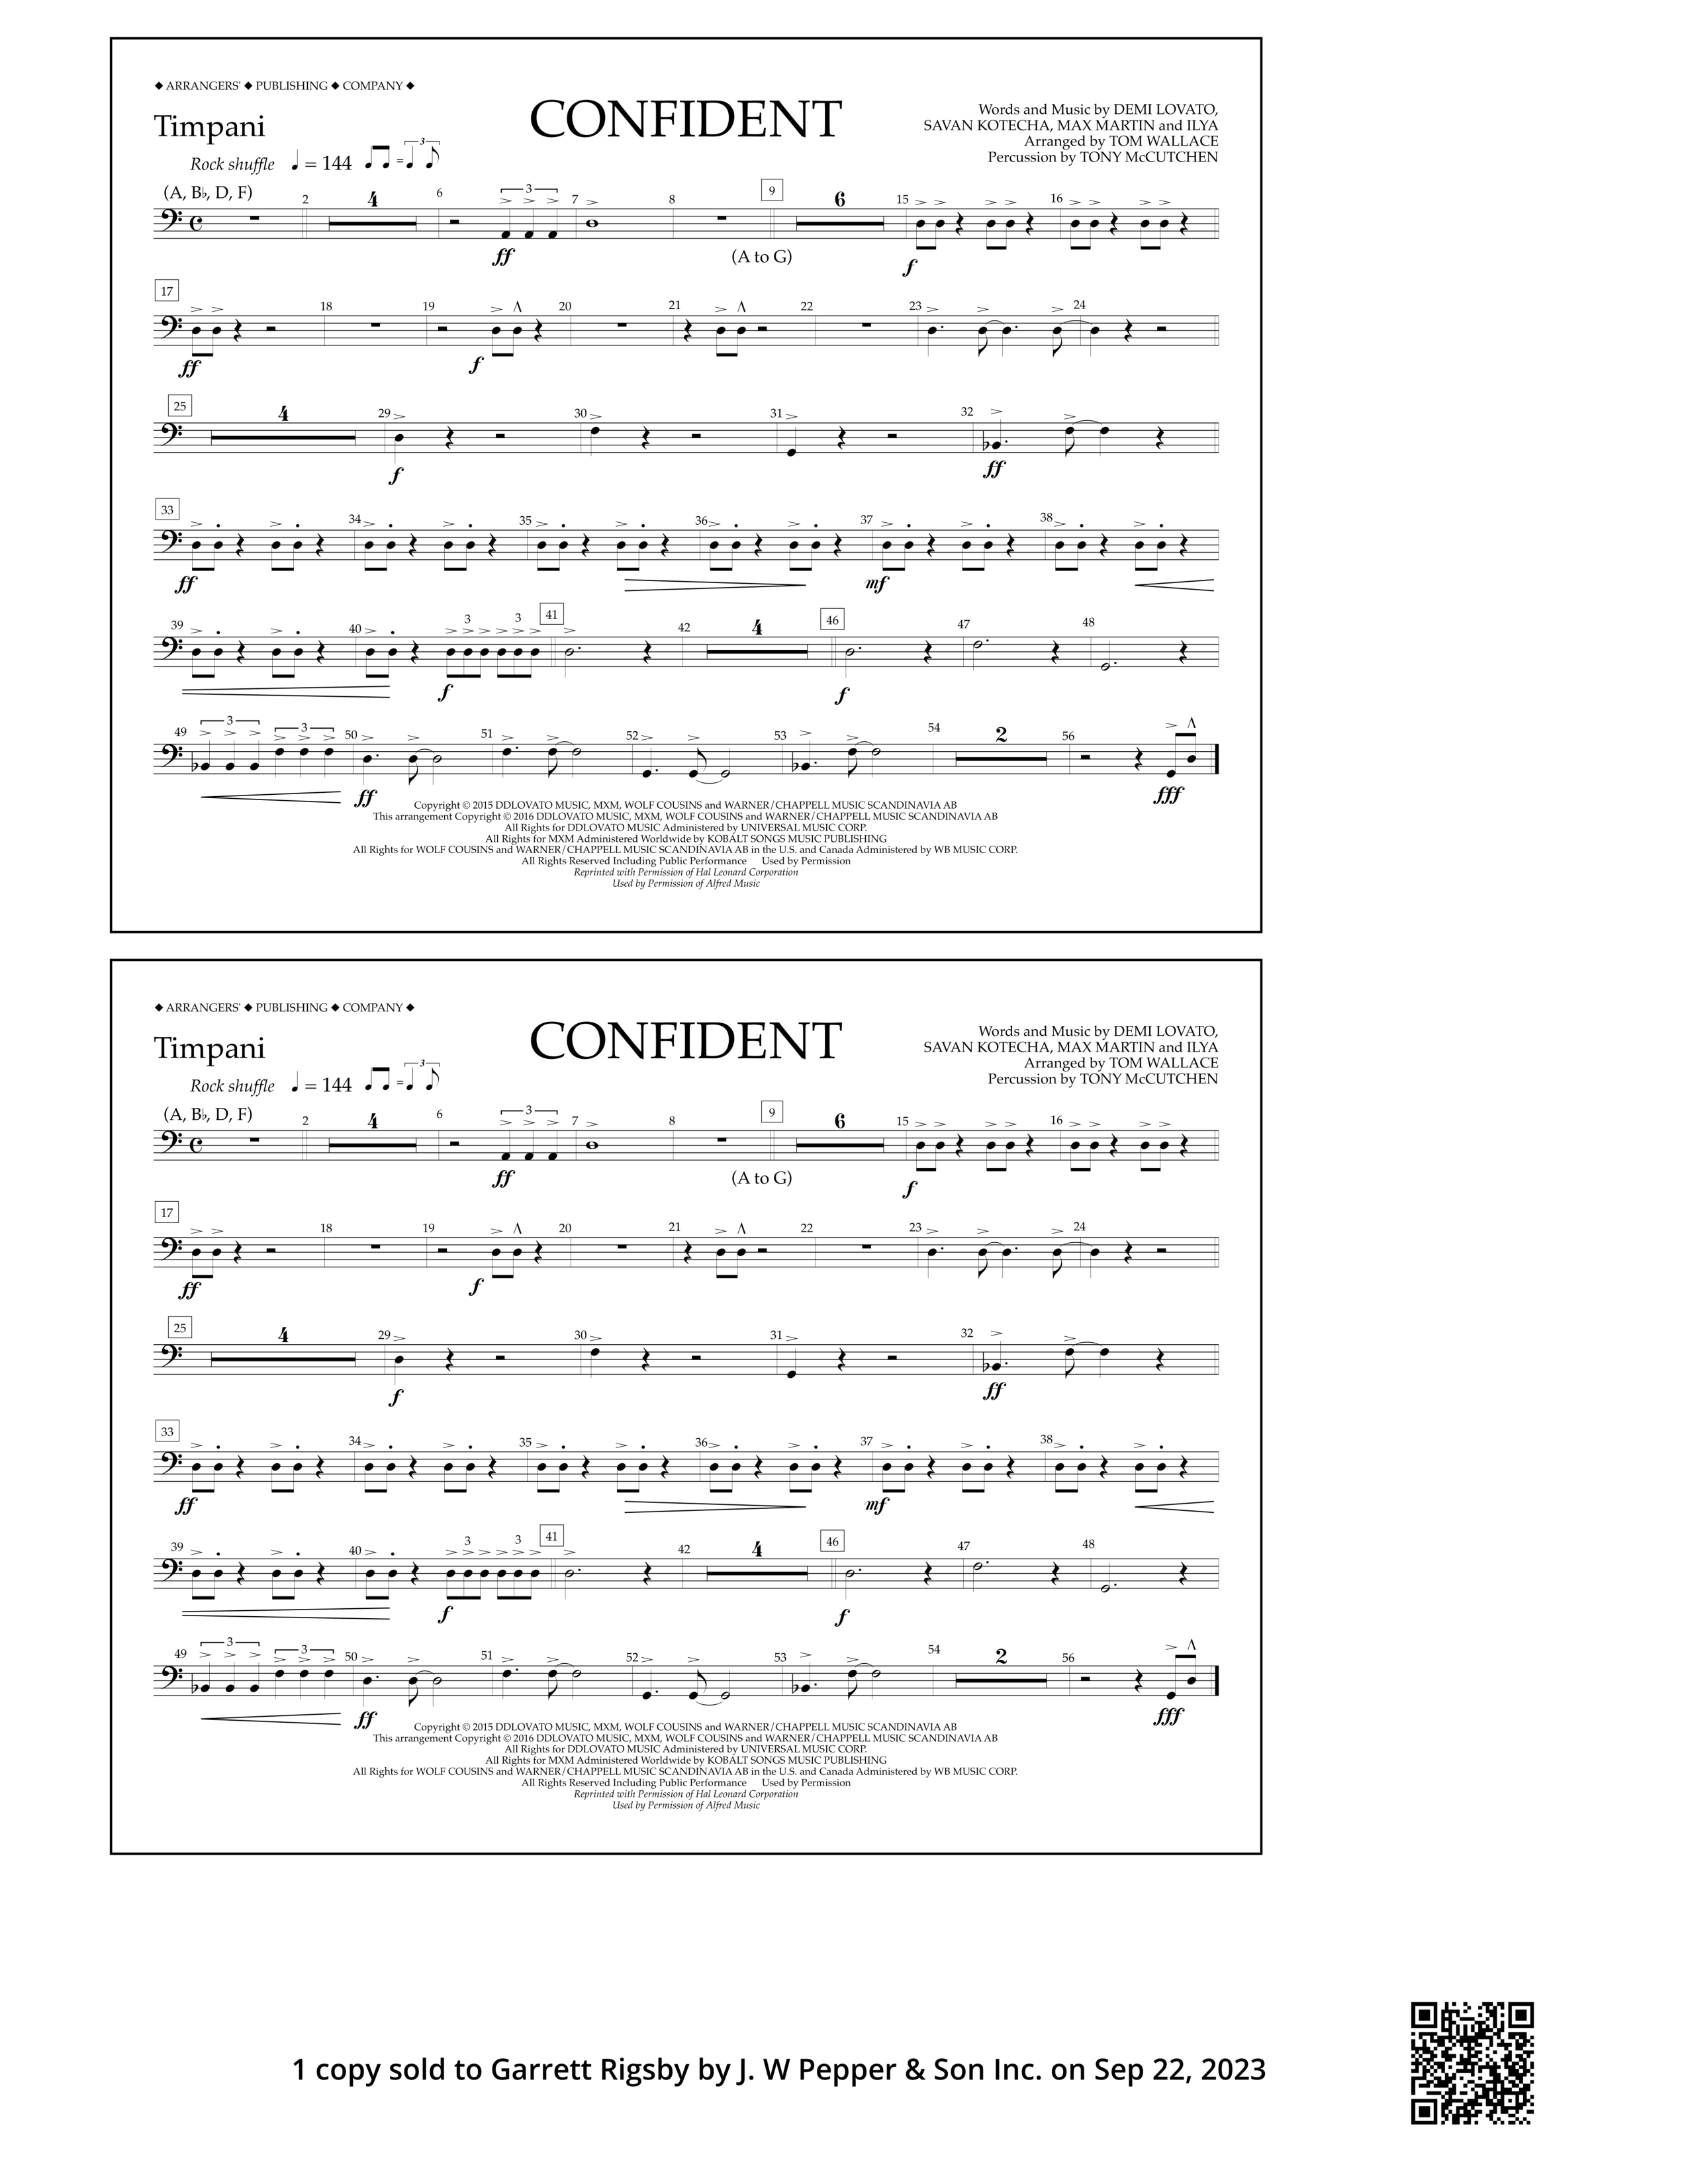 ◆ ARRANGERS' ◆ PUBLISHING ◆ COMPANY ◆
CONFIDENT
Timpani
Words and Music by DEMI LOVATO,
SAVAN KOTECHA, MAX MARTIN and ILYA
Arranged by TOM WALLACE
Percussion by TONY McCUTCHEN
Rock shuffle ♩ = 144 ♫ = ♩ ♪ 3
(A, B♭, D, F)
2 4 6 3 7 8 9 6 15 16
ff (A to G) f
17 18 19 20 21 22 23 24
ff f
25 4 29 30 31 32
f ff
33 34 35 36 37 38
ff mf
39 40 3 3 41 42 4 46 47 48
f f
49 3 3 50 51 52 53 54 2 56
ff fff
Copyright © 2015 DDLOVATO MUSIC, MXM, WOLF COUSINS and WARNER/CHAPPELL MUSIC SCANDINAVIA AB
This arrangement Copyright © 2016 DDLOVATO MUSIC, MXM, WOLF COUSINS and WARNER/CHAPPELL MUSIC SCANDINAVIA AB
All Rights for DDLOVATO MUSIC Administered by UNIVERSAL MUSIC CORP.
All Rights for MXM Administered Worldwide by KOBALT SONGS MUSIC PUBLISHING
All Rights for WOLF COUSINS and WARNER/CHAPPELL MUSIC SCANDINAVIA AB in the U.S. and Canada Administered by WB MUSIC CORP.
All Rights Reserved Including Public Performance Used by Permission
Reprinted with Permission of Hal Leonard Corporation
Used by Permission of Alfred Music
◆ ARRANGERS' ◆ PUBLISHING ◆ COMPANY ◆
CONFIDENT
Timpani
Words and Music by DEMI LOVATO,
SAVAN KOTECHA, MAX MARTIN and ILYA
Arranged by TOM WALLACE
Percussion by TONY McCUTCHEN
Rock shuffle ♩ = 144 ♫ = ♩ ♪ 3
(A, B♭, D, F)
2 4 6 3 7 8 9 6 15 16
ff (A to G) f
17 18 19 20 21 22 23 24
ff f
25 4 29 30 31 32
f ff
33 34 35 36 37 38
ff mf
39 40 3 3 41 42 4 46 47 48
f f
49 3 3 50 51 52 53 54 2 56
ff fff
Copyright © 2015 DDLOVATO MUSIC, MXM, WOLF COUSINS and WARNER/CHAPPELL MUSIC SCANDINAVIA AB
This arrangement Copyright © 2016 DDLOVATO MUSIC, MXM, WOLF COUSINS and WARNER/CHAPPELL MUSIC SCANDINAVIA AB
All Rights for DDLOVATO MUSIC Administered by UNIVERSAL MUSIC CORP.
All Rights for MXM Administered Worldwide by KOBALT SONGS MUSIC PUBLISHING
All Rights for WOLF COUSINS and WARNER/CHAPPELL MUSIC SCANDINAVIA AB in the U.S. and Canada Administered by WB MUSIC CORP.
All Rights Reserved Including Public Performance Used by Permission
Reprinted with Permission of Hal Leonard Corporation
Used by Permission of Alfred Music
1 copy sold to Garrett Rigsby by J. W Pepper & Son Inc. on Sep 22, 2023